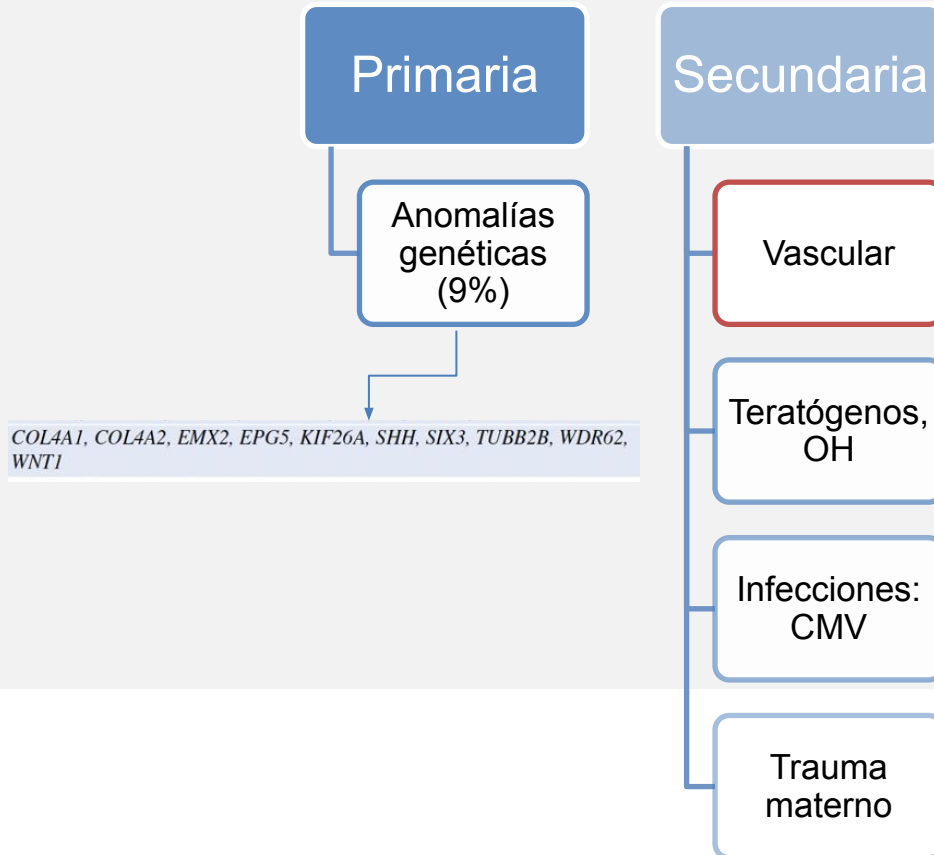 Primaria
Anomalías
genéticas
(9%)
COL4A1, COL4A2, EMX2, EPG5, KIF26A, SHH, SIX3, TUBB2B, WDR62,
WNT1
Secundaria
Vascular
Teratógenos,
OH
Infecciones:
CMV
Trauma
materno